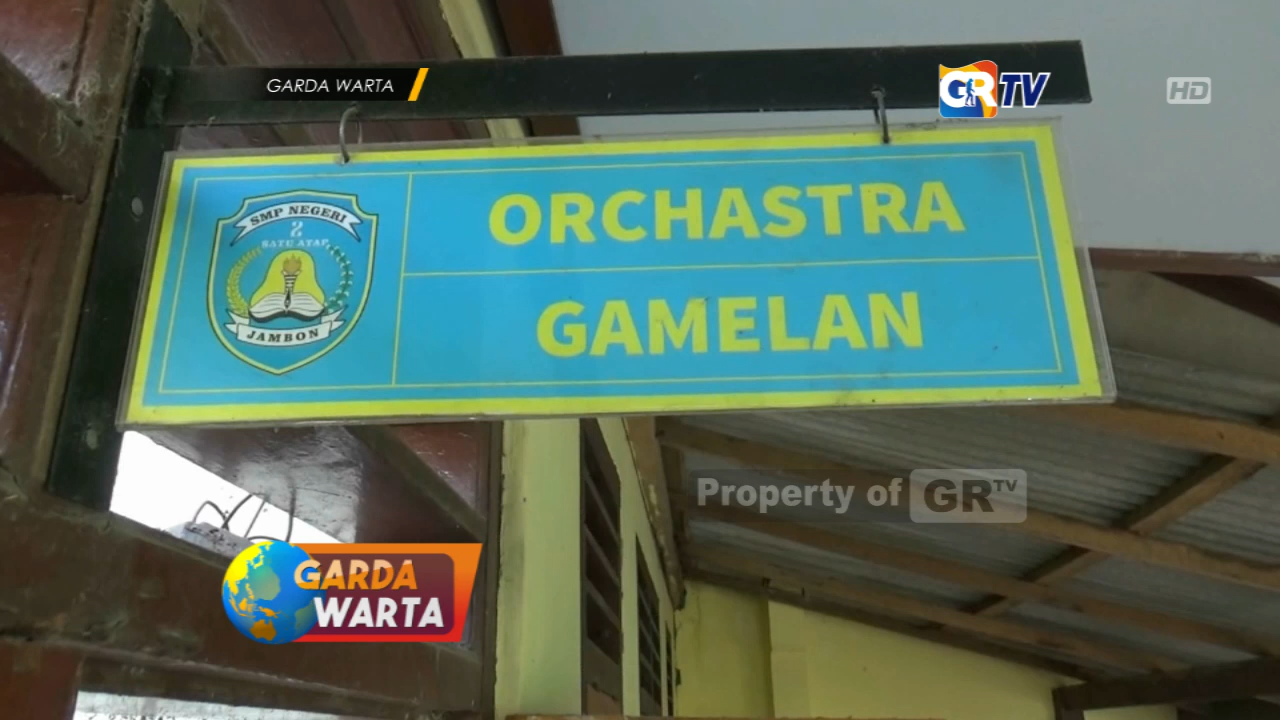 GARDA WARTA
GR TV
HD
SMP NEGERI
2
SATU ATAP
JAMBON
ORCHASTRA
GAMELAN
Property of GR TV
GARDA
WARTA